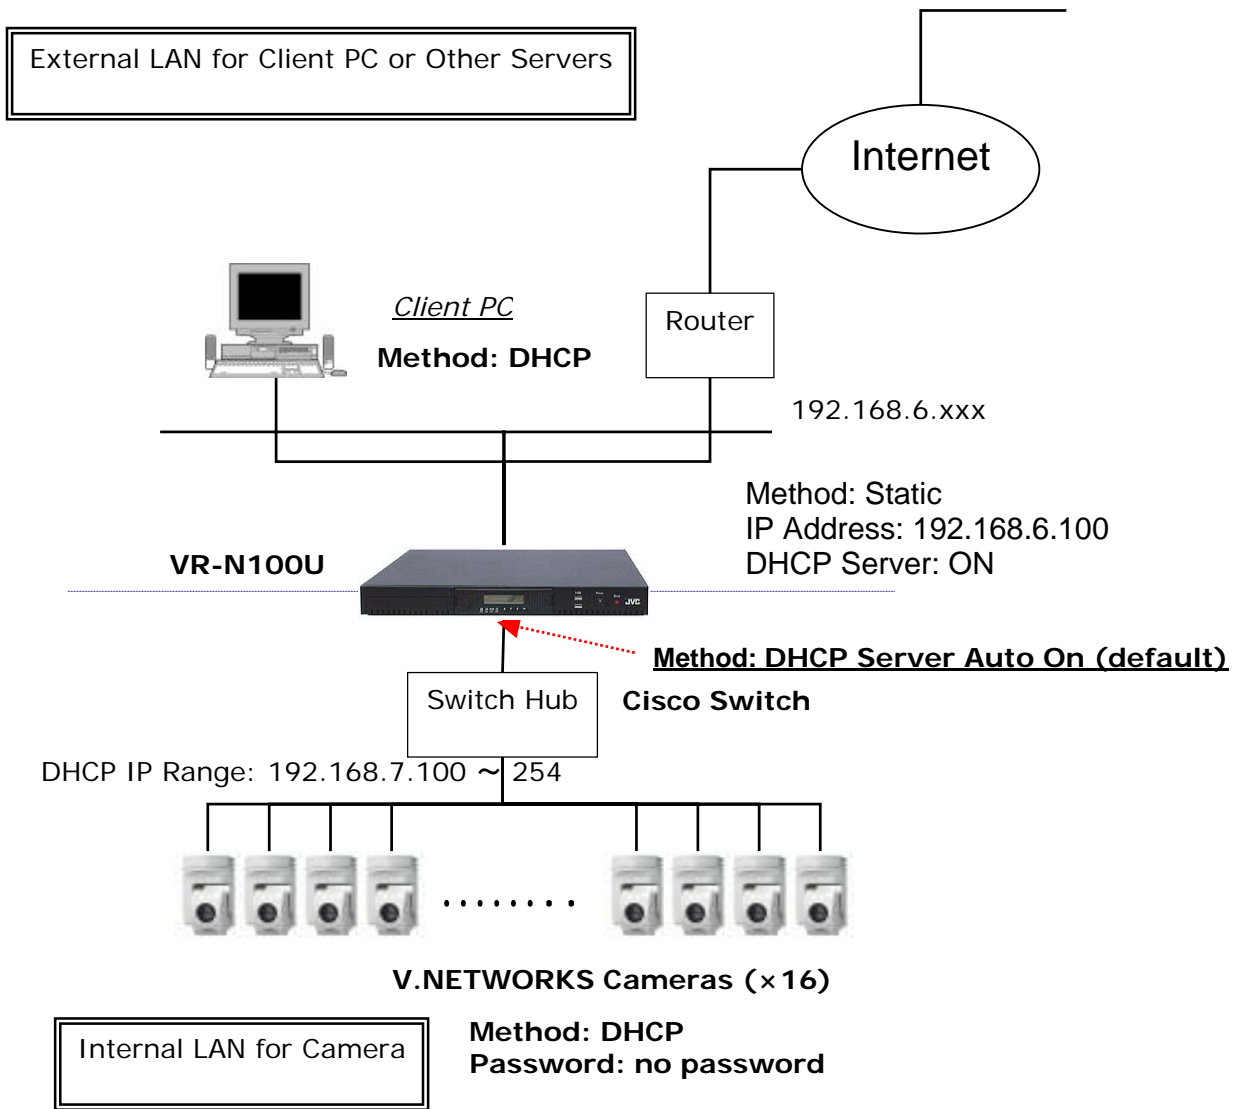 External LAN for Client PC or Other Servers
Internet
Client PC
Method: DHCP
Router
192.168.6.xxx
Method: Static
IP Address: 192.168.6.100
DHCP Server: ON
VR-N100U
JVC
Method: DHCP Server Auto On (default)
Switch Hub
Cisco Switch
DHCP IP Range: 192.168.7.100 ~ 254
........
V.NETWORKS Cameras (×16)
Internal LAN for Camera
Method: DHCP
Password: no password